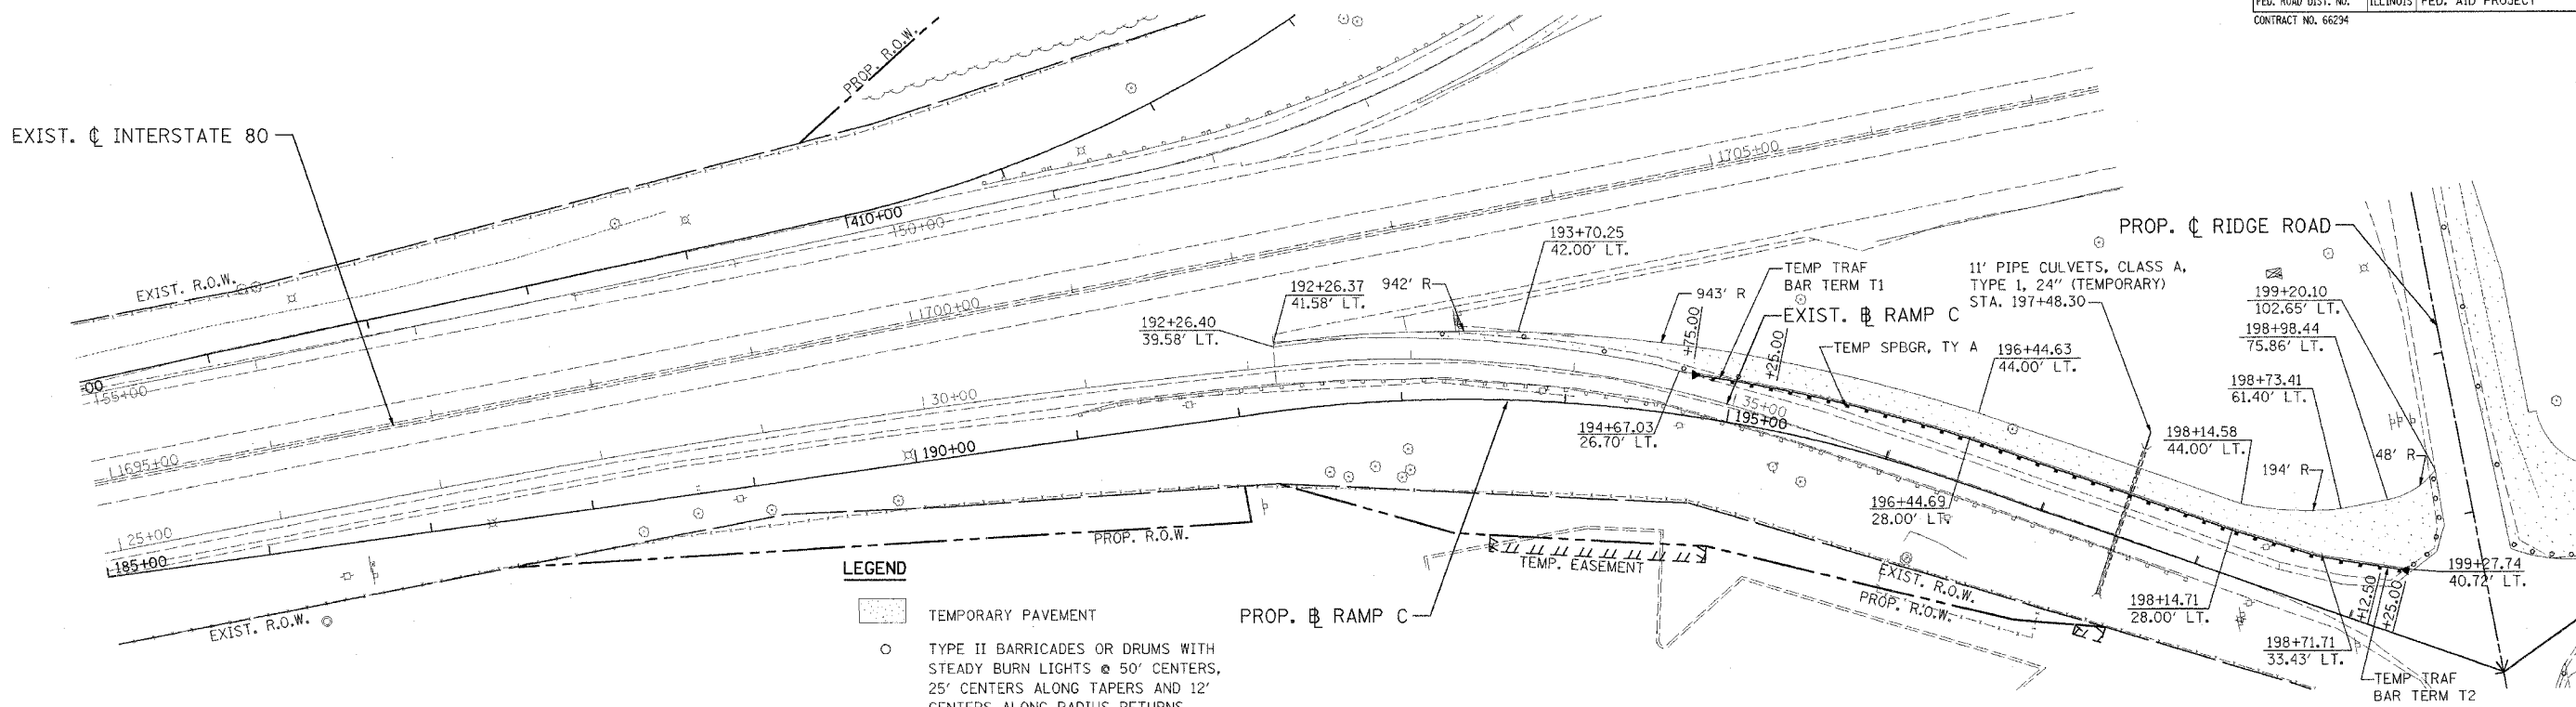 FED. ROAD DIST. NO. ILLINOIS FED. AID PROJECT
CONTRACT NO. 66294
PROP. R.O.W.
EXIST. ℄ INTERSTATE 80
EXIST. R.O.W.
410+00
150+00
1705+00
1700+00
1695+00
00
155+00
PROP. ℄ RIDGE ROAD
193+70.25
42.00' LT.
192+26.37
41.58' LT.
942' R
192+26.40
39.58' LT.
943' R
TEMP TRAF
BAR TERM T1
+75.00
+25.00
EXIST. B RAMP C
11' PIPE CULVETS, CLASS A,
TYPE 1, 24" (TEMPORARY)
STA. 197+48.30
TEMP SPBGR, TY A
196+44.63
44.00' LT.
199+20.10
102.65' LT.
198+98.44
75.86' LT.
198+73.41
61.40' LT.
198+14.58
44.00' LT.
194' R
48' R
30+00
35+00
195+00
194+67.03
26.70' LT.
190+00
25+00
185+00
196+44.69
28.00' LT.
198+14.71
28.00' LT.
198+71.71
33.43' LT.
+12.50
+25.00
199+27.74
40.72' LT.
TEMP TRAF
BAR TERM T2
PROP. R.O.W.
TEMP. EASEMENT
EXIST. R.O.W.
PROP. R.O.W.
EXIST. R.O.W.
PROP. B RAMP C
LEGEND
TEMPORARY PAVEMENT
TYPE II BARRICADES OR DRUMS WITH
STEADY BURN LIGHTS @ 50' CENTERS,
25' CENTERS ALONG TAPERS AND 12'
CENTERS ALONG RADIUS RETURNS